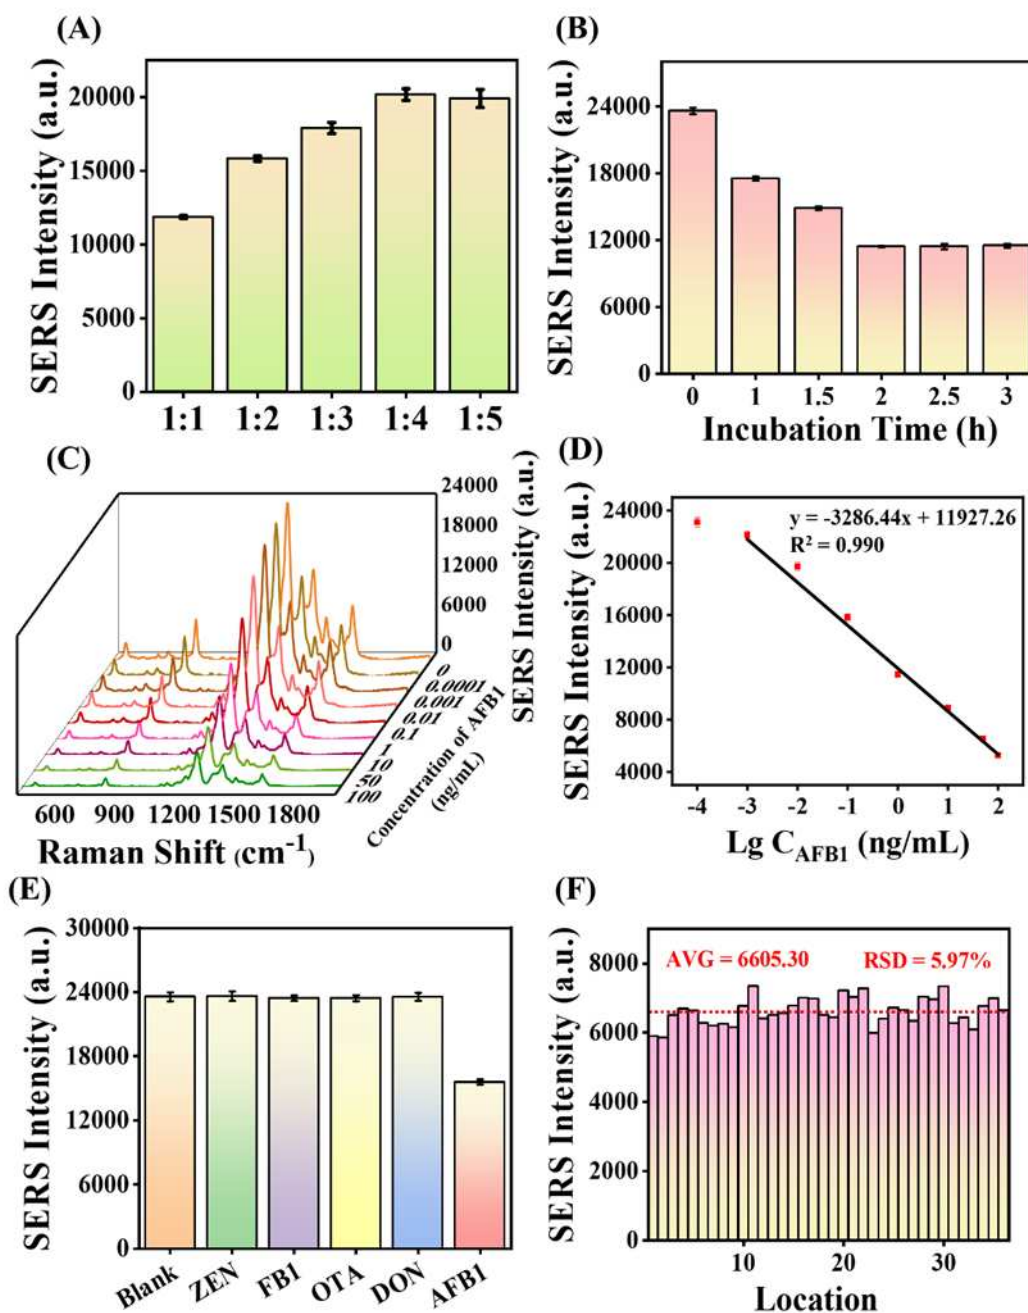 (A)
SERS Intensity (a.u.)
20000
15000
10000
5000
0
1:1 1:2 1:3 1:4 1:5
(B)
SERS Intensity (a.u.)
24000
18000
12000
6000
0
0 1 1.5 2 2.5 3
Incubation Time (h)
(C)
24000
18000
12000
6000
0
SERS Intensity (a.u.)
0
0.0001
0.001
0.01
0.1
1
10
50
100
Concentration of AFB1
(ng/mL)
600 900 1200 1500 1800
Raman Shift (cm⁻¹)
(D)
SERS Intensity (a.u.)
24000
20000
16000
12000
8000
4000
y = -3286.44x + 11927.26
R² = 0.990
-4 -3 -2 -1 0 1 2
Lg C_AFB1 (ng/mL)
(E)
SERS Intensity (a.u.)
30000
24000
18000
12000
6000
0
Blank ZEN FB1 OTA DON AFB1
(F)
SERS Intensity (a.u.)
8000
6000
4000
2000
0
AVG = 6605.30 RSD = 5.97%
10 20 30
Location